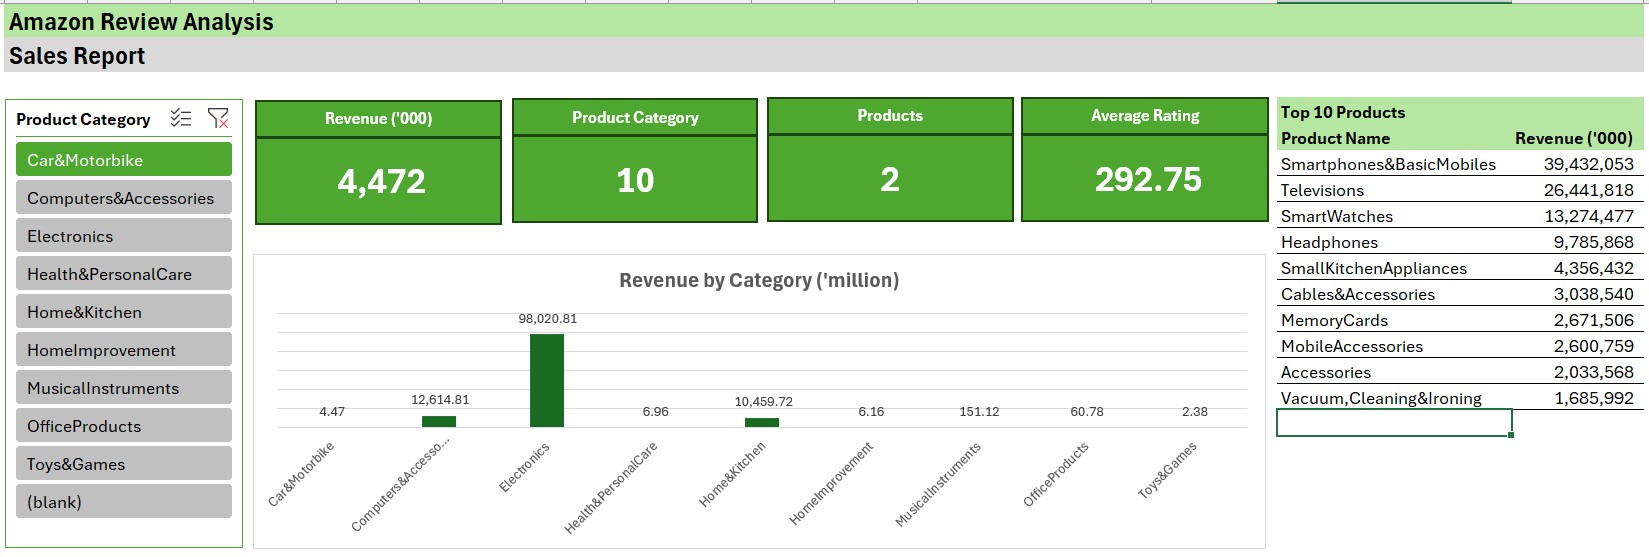 Amazon Review Analysis
Sales Report
Product Category
Car&Motorbike
Computers&Accessories
Electronics
Health&PersonalCare
Home&Kitchen
HomeImprovement
MusicalInstruments
OfficeProducts
Toys&Games
(blank)
Revenue ('000)
4,472
Product Category
10
Products
2
Average Rating
292.75
Revenue by Category ('million)
4.47
12,614.81
98,020.81
6.96
10,459.72
6.16
151.12
60.78
2.38
Car&Motorbike
Computers&Accesso...
Electronics
Health&PersonalCare
Home&Kitchen
HomeImprovement
MusicalInstruments
OfficeProducts
Toys&Games
Top 10 Products
Product Name Revenue ('000)
Smartphones&BasicMobiles 39,432,053
Televisions 26,441,818
SmartWatches 13,274,477
Headphones 9,785,868
SmallKitchenAppliances 4,356,432
Cables&Accessories 3,038,540
MemoryCards 2,671,506
MobileAccessories 2,600,759
Accessories 2,033,568
Vacuum,Cleaning&Ironing 1,685,992